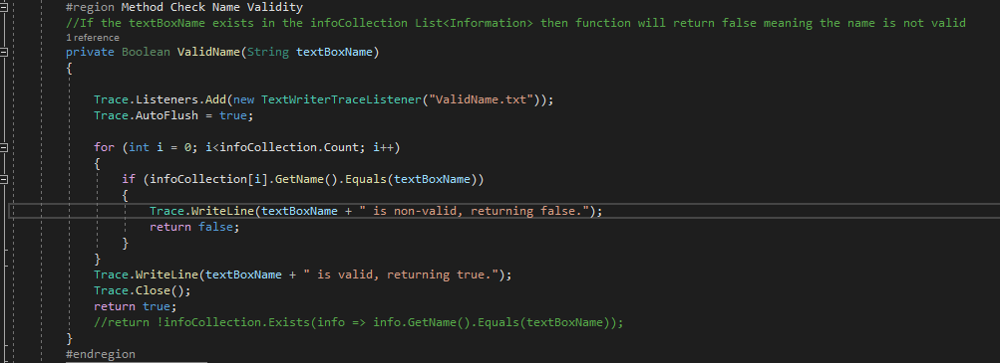 #region Method Check Name Validity
//If the textBoxName exists in the infoCollection List<Information> then function will return false meaning the name is not valid
1 reference
private Boolean ValidName(String textBoxName)
{
Trace.Listeners.Add(new TextWriterTraceListener("ValidName.txt"));
Trace.AutoFlush = true;
for (int i = 0; i<infoCollection.Count; i++)
{
if (infoCollection[i].GetName().Equals(textBoxName))
{
Trace.WriteLine(textBoxName + " is non-valid, returning false.");
return false;
}
}
Trace.WriteLine(textBoxName + " is valid, returning true.");
Trace.Close();
return true;
//return !infoCollection.Exists(info => info.GetName().Equals(textBoxName));
}
#endregion